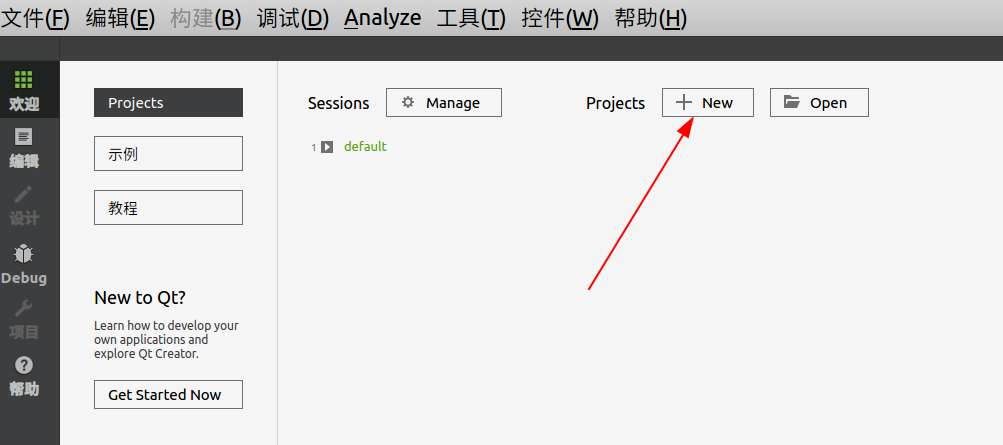 文件(F) 编辑(E) 构建(B) 调试(D) Analyze 工具(T) 控件(W) 帮助(H)
欢迎
编辑
设计
Debug
项目
帮助
Projects
示例
教程
New to Qt?
Learn how to develop your
own applications and
explore Qt Creator.
Get Started Now
Sessions Manage
1 default
Projects New Open